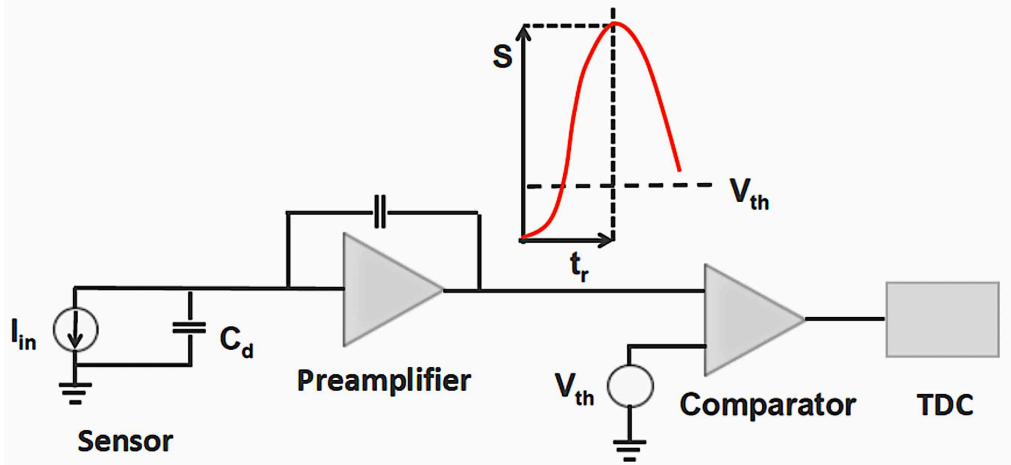 S
V_th
t_r
I_in
C_d
Preamplifier
V_th
Comparator
TDC
Sensor